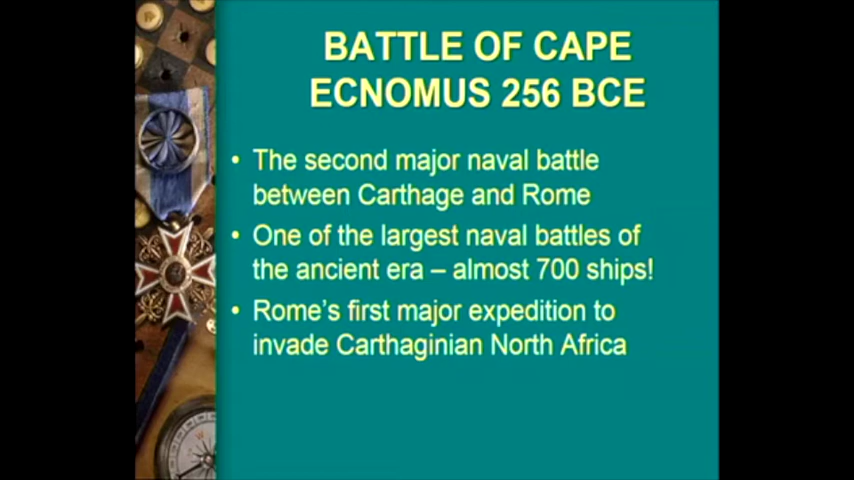 BATTLE OF CAPE
ECNOMUS 256 BCE
• The second major naval battle
between Carthage and Rome
• One of the largest naval battles of
the ancient era – almost 700 ships!
• Rome's first major expedition to
invade Carthaginian North Africa